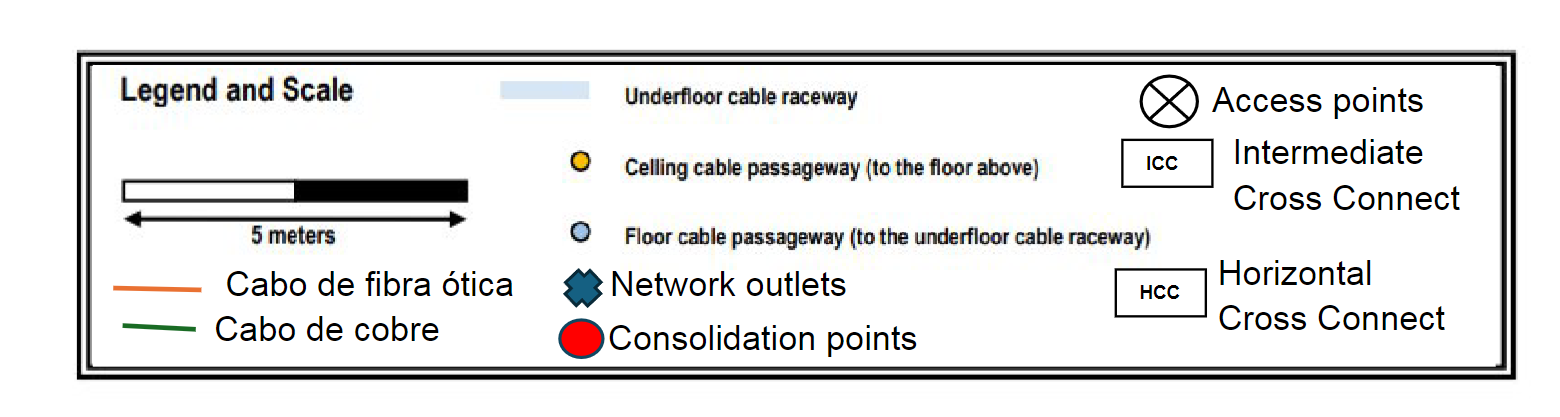 Legend and Scale
5 meters
Cabo de fibra ótica
Cabo de cobre
Underfloor cable raceway
Celling cable passageway (to the floor above)
Floor cable passageway (to the underfloor cable raceway)
Network outlets
Consolidation points
Access points
ICC
Intermediate
Cross Connect
HCC
Horizontal
Cross Connect